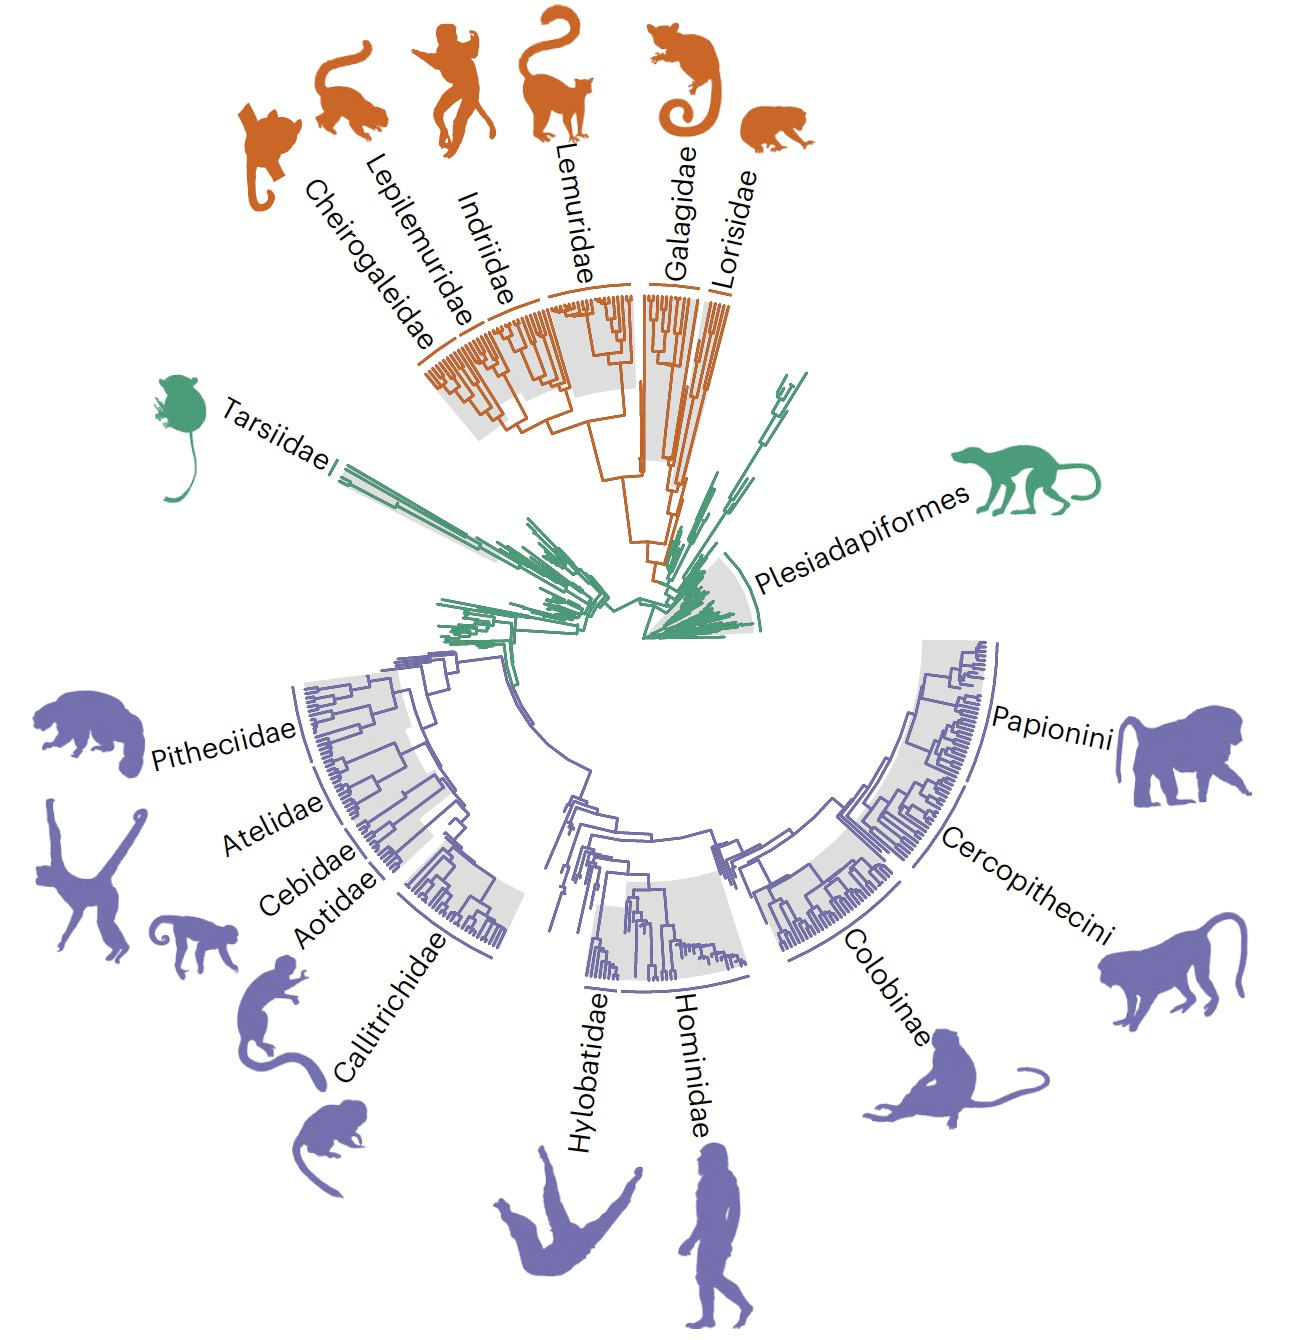 Cheirogaleidae
Lepilemuridae
Indriidae
Lemuridae
Galagidae
Lorisidae
Tarsiidae
Plesiadapiformes
Pitheciidae
Atelidae
Cebidae
Aotidae
Callitrichidae
Hylobatidae
Hominidae
Colobinae
Cercopithecini
Papionini